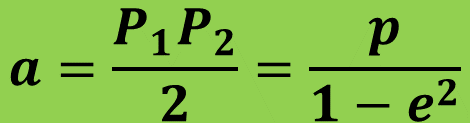 a = P₁P₂ / 2 = p / 1 − e²